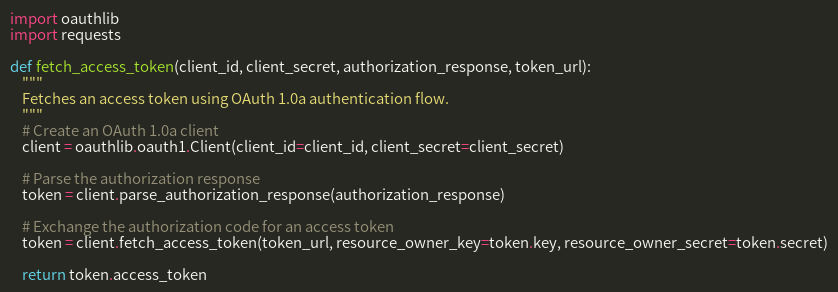 import oauthlib
import requests
def fetch_access_token(client_id, client_secret, authorization_response, token_url):
"""
Fetches an access token using OAuth 1.0a authentication flow.
"""
# Create an OAuth 1.0a client
client = oauthlib.oauth1.Client(client_id=client_id, client_secret=client_secret)
# Parse the authorization response
token = client.parse_authorization_response(authorization_response)
# Exchange the authorization code for an access token
token = client.fetch_access_token(token_url, resource_owner_key=token.key, resource_owner_secret=token.secret)
return token.access_token